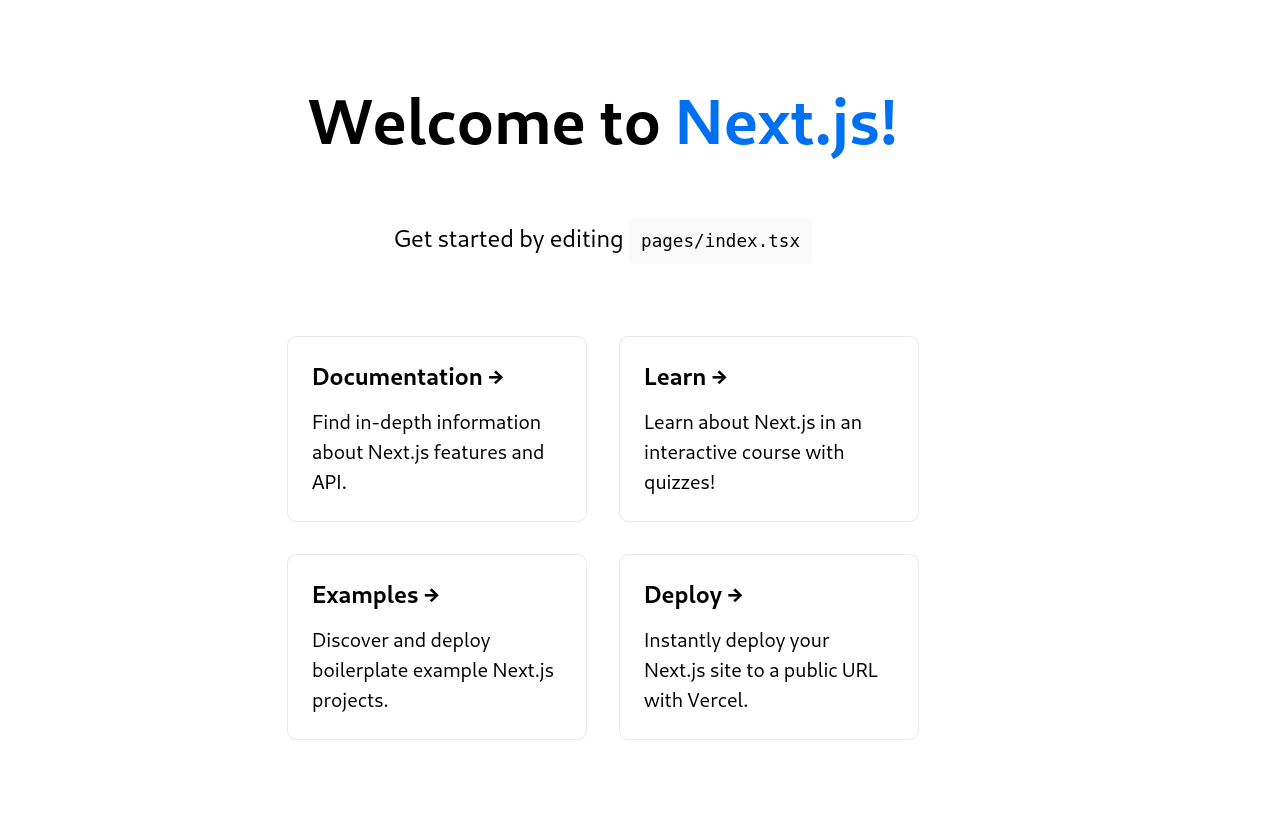 Welcome to Next.js!
Get started by editing pages/index.tsx
Documentation →
Find in-depth information
about Next.js features and
API.
Learn →
Learn about Next.js in an
interactive course with
quizzes!
Examples →
Discover and deploy
boilerplate example Next.js
projects.
Deploy →
Instantly deploy your
Next.js site to a public URL
with Vercel.